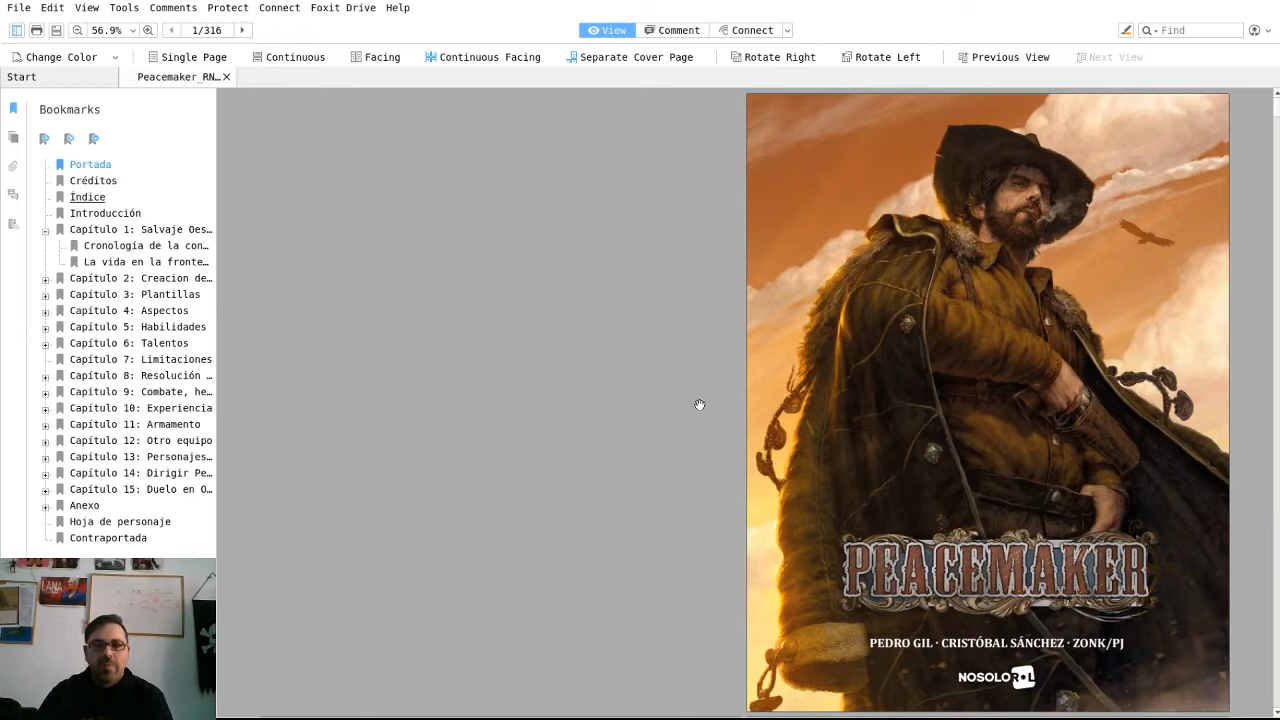 File Edit View Tools Comments Protect Connect Foxit Drive Help
56.9% 1/316 View Comment Connect Find
Change Color Single Page Continuous Facing Continuous Facing Separate Cover Page Rotate Right Rotate Left Previous View Next View
Start Peacemaker_RN...
Bookmarks
Portada
Créditos
Índice
Introducción
Capítulo 1: Salvaje Oes...
Cronología de la con...
La vida en la fronte...
Capítulo 2: Creacion de...
Capítulo 3: Plantillas
Capítulo 4: Aspectos
Capítulo 5: Habilidades
Capítulo 6: Talentos
Capítulo 7: Limitaciones
Capítulo 8: Resolución ...
Capítulo 9: Combate, he...
Capítulo 10: Experiencia
Capítulo 11: Armamento
Capítulo 12: Otro equipo
Capítulo 13: Personajes...
Capítulo 14: Dirigir Pe...
Capítulo 15: Duelo en O...
Anexo
Hoja de personaje
Contraportada
LANA
PEACEMAKER
PEDRO GIL · CRISTÓBAL SÁNCHEZ · ZONK/PJ
NOSOLOROL